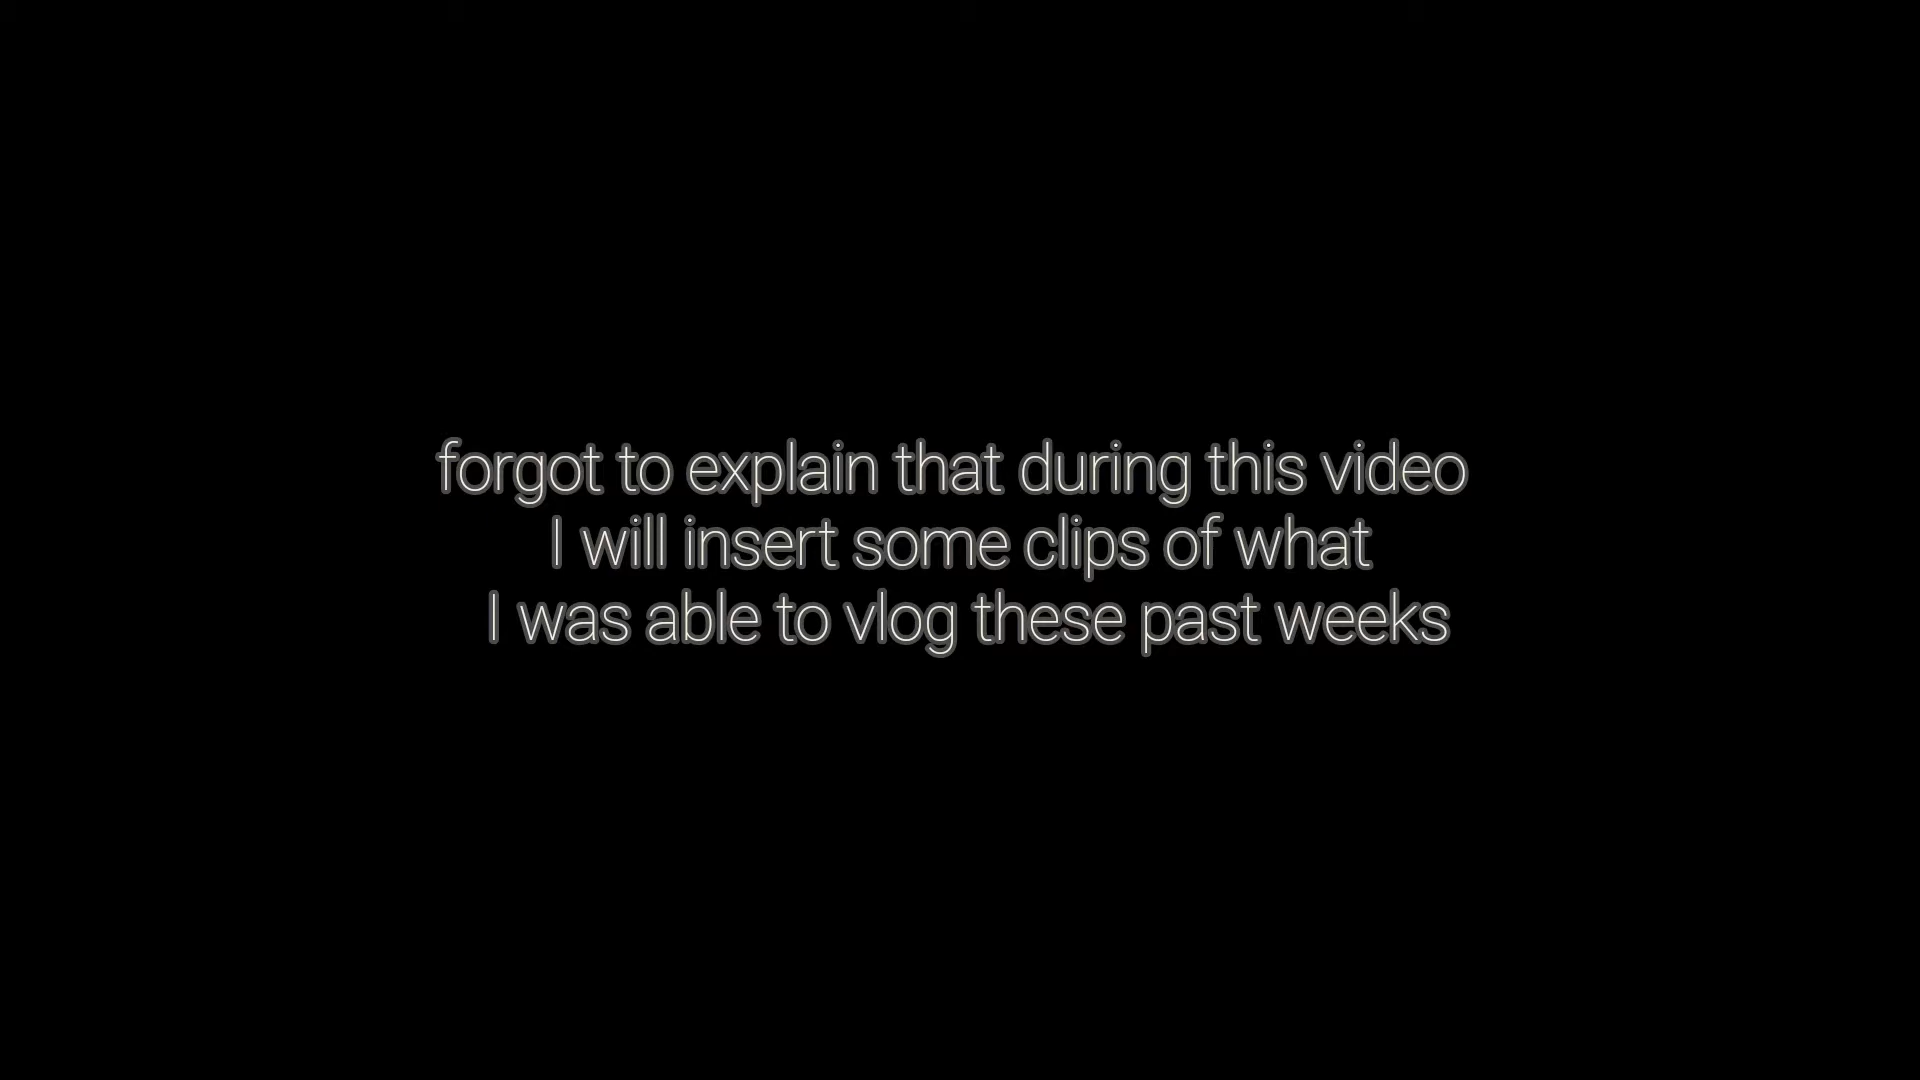 forgot to explain that during this video
I will insert some clips of what
I was able to vlog these past weeks